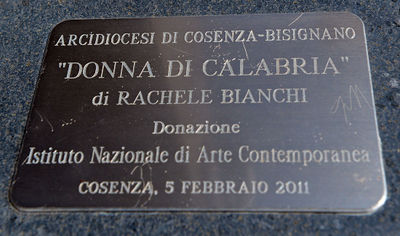 ARCIDIOCESI DI COSENZA-BISIGNANO
"DONNA DI CALABRIA"
di RACHELE BIANCHI
Donazione
Istituto Nazionale di Arte Contemporanea
COSENZA, 5 FEBBRAIO 2011